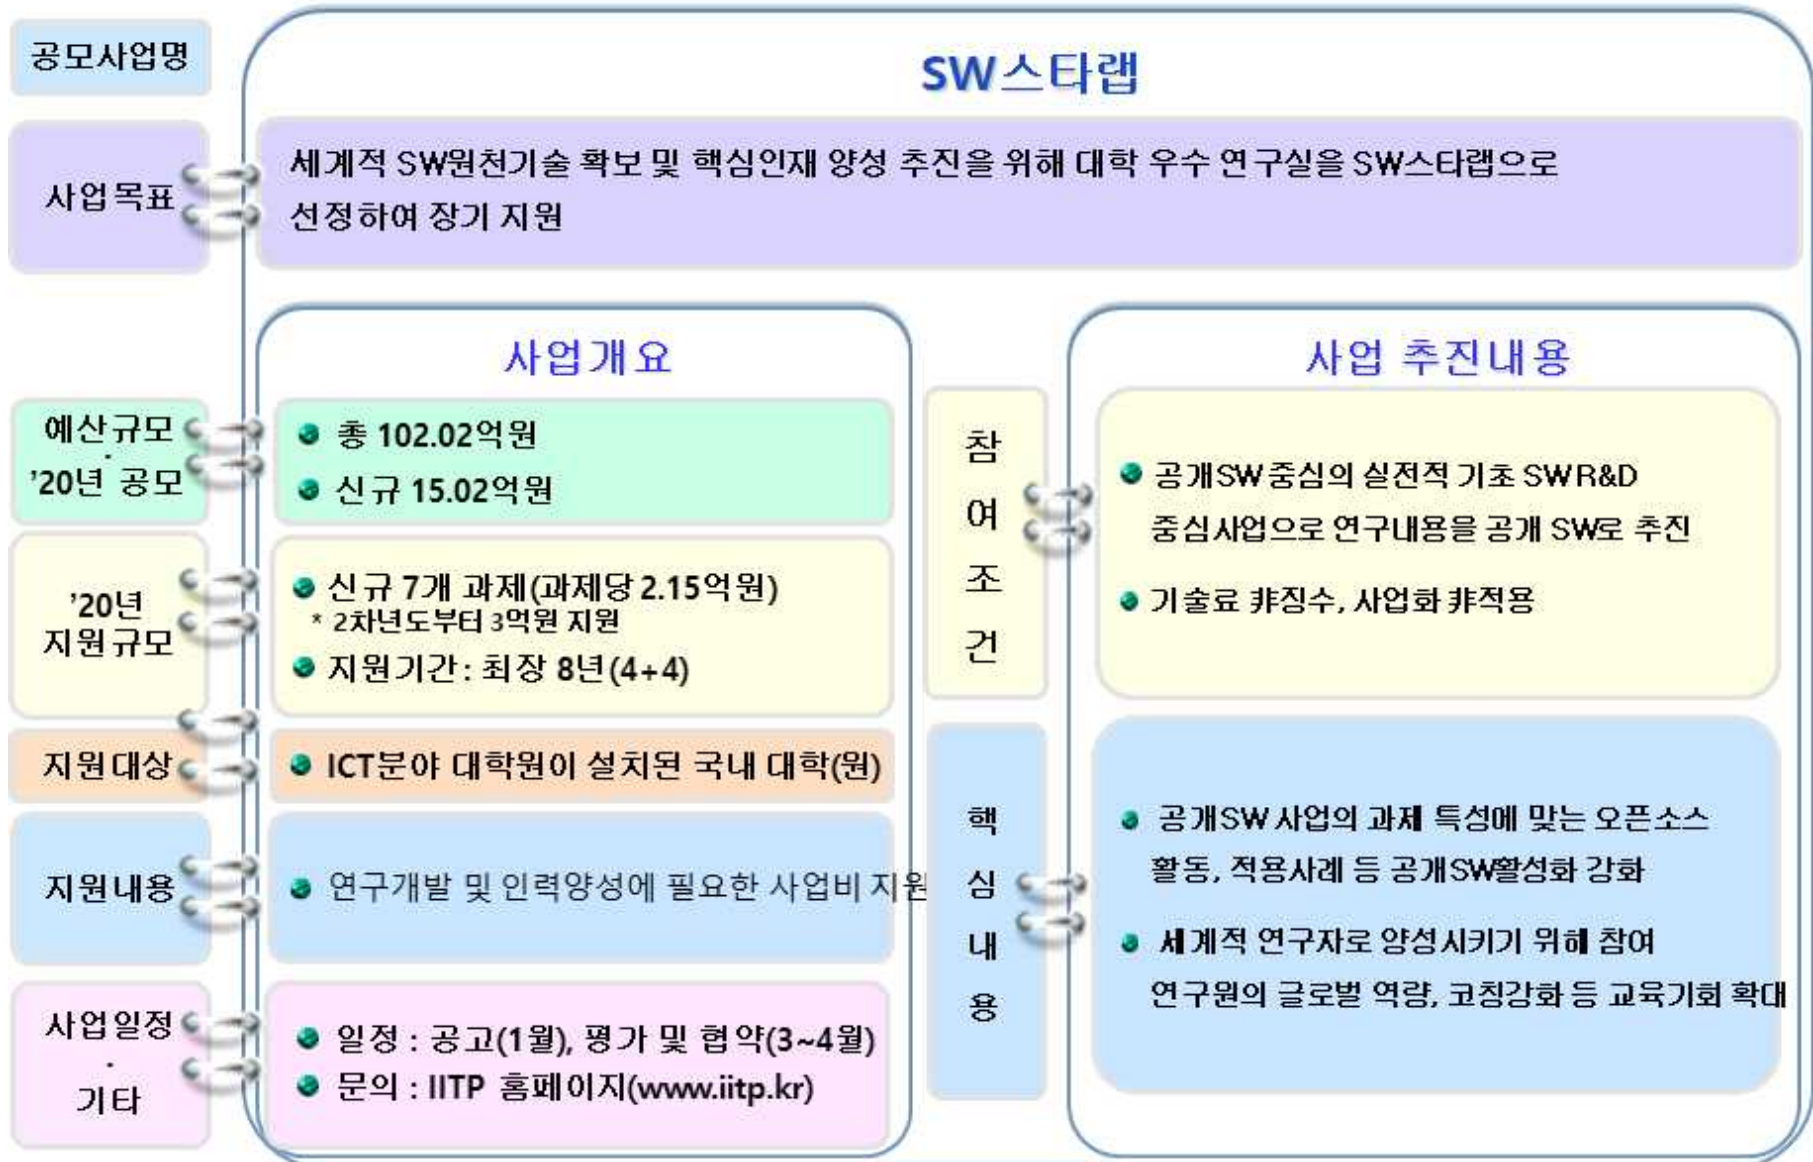 공모사업명
SW스타랩
사업목표
세계적 SW원천기술 확보 및 핵심인재 양성 추진을 위해 대학 우수 연구실을 SW스타랩으로
선정하여 장기 지원
사업개요
예산규모
·
’20년 공모
총 102.02억원
신규 15.02억원
’20년
지원규모
신규 7개 과제(과제당 2.15억원)
* 2차년도부터 3억원 지원
지원기간 : 최장 8년(4+4)
지원대상
ICT분야 대학원이 설치된 국내 대학(원)
지원내용
연구개발 및 인력양성에 필요한 사업비 지원
사업일정
·
기타
일정 : 공고(1월), 평가 및 협약(3~4월)
문의 : IITP 홈페이지(www.iitp.kr)
사업 추진내용
참
여
조
건
공개SW 중심의 실전적 기초 SW R&D
중심사업으로 연구내용을 공개 SW로 추진
기술료 非징수, 사업화 非적용
핵
심
내
용
공개SW 사업의 과제 특성에 맞는 오픈소스
활동, 적용사례 등 공개SW활성화 강화
세계적 연구자로 양성시키기 위해 참여
연구원의 글로벌 역량, 코칭강화 등 교육기회 확대